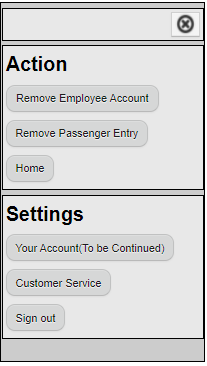 Action
Remove Employee Account
Remove Passenger Entry
Home
Settings
Your Account(To be Continued)
Customer Service
Sign out